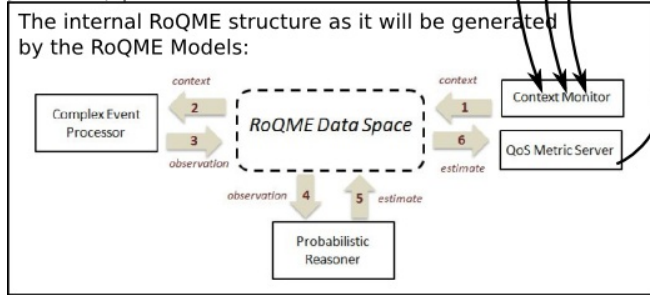 The internal RoQME structure as it will be generated
by the RoQME Models:
context
context
2
1
Context Monitor
Complex Event
Processor
RoQME Data Space
3
6
QoS Metric Server
observation
estimate
observation
4
5
estimate
Probabilistic
Reasoner